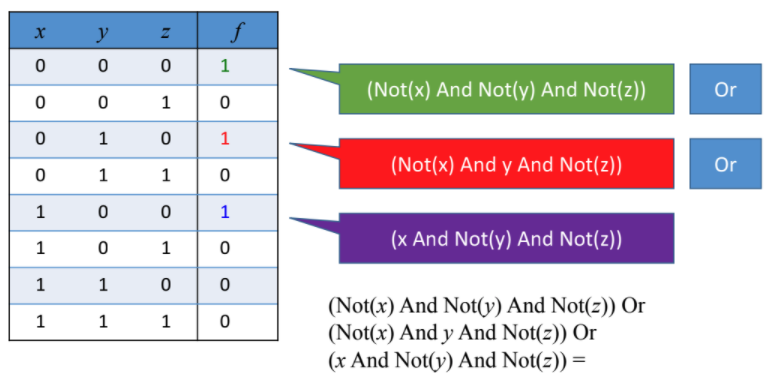 x y z f
0 0 0 1
(Not(x) And Not(y) And Not(z)) Or
0 0 1 0
0 1 0 1
(Not(x) And y And Not(z)) Or
0 1 1 0
1 0 0 1
(x And Not(y) And Not(z))
1 0 1 0
1 1 0 0
1 1 1 0
(Not(x) And Not(y) And Not(z)) Or
(Not(x) And y And Not(z)) Or
(x And Not(y) And Not(z)) =